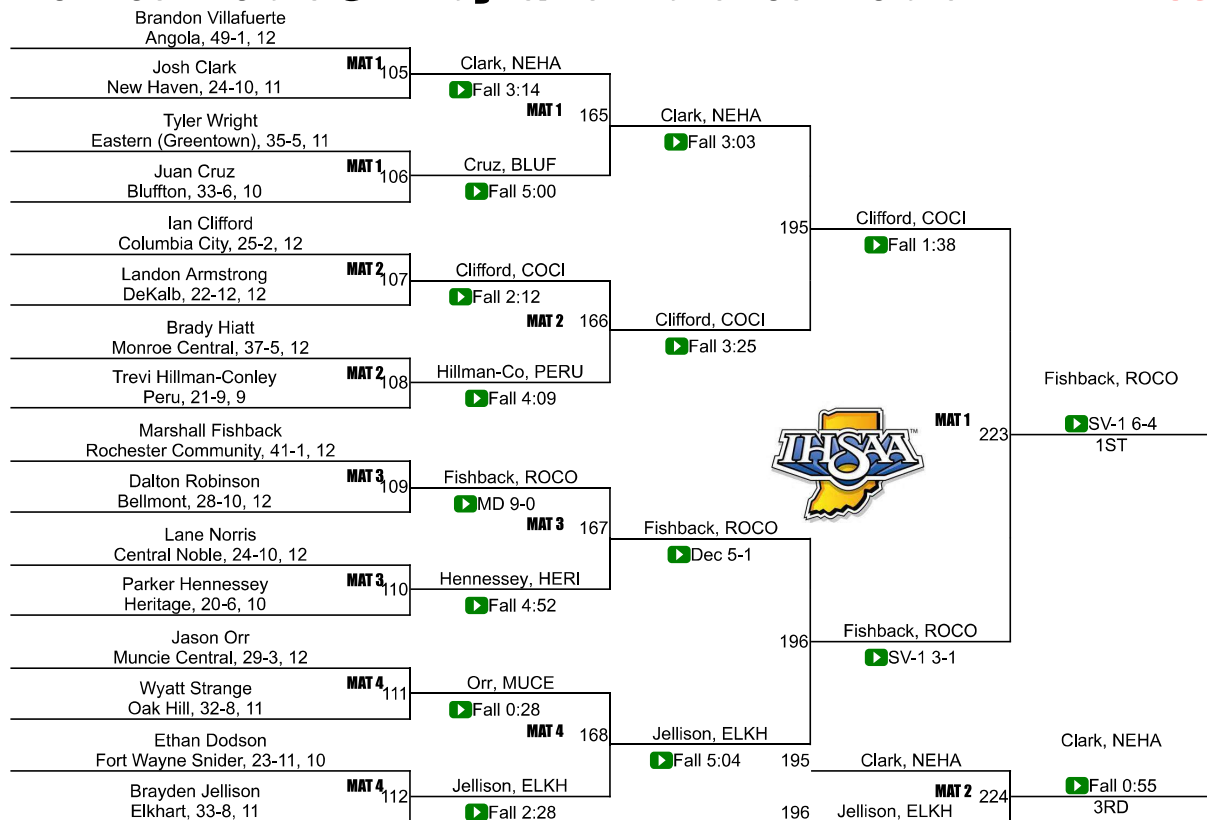 Brandon Villafuerte
Angola, 49-1, 12
Josh Clark
New Haven, 24-10, 11
MAT 1
105
Clark, NEHA
Fall 3:14
MAT 1 165
Clark, NEHA
Fall 3:03
Tyler Wright
Eastern (Greentown), 35-5, 11
Juan Cruz
Bluffton, 33-6, 10
MAT 1
106
Cruz, BLUF
Fall 5:00
195
Clifford, COCI
Fall 1:38
Ian Clifford
Columbia City, 25-2, 12
Landon Armstrong
DeKalb, 22-12, 12
MAT 2
107
Clifford, COCI
Fall 2:12
MAT 2 166
Clifford, COCI
Fall 3:25
Brady Hiatt
Monroe Central, 37-5, 12
Trevi Hillman-Conley
Peru, 21-9, 9
MAT 2
108
Hillman-Co, PERU
Fall 4:09
IHSAA
TM
MAT 1
223
Fishback, ROCO
SV-1 6-4
1ST
Marshall Fishback
Rochester Community, 41-1, 12
Dalton Robinson
Bellmont, 28-10, 12
MAT 3
109
Fishback, ROCO
MD 9-0
MAT 3 167
Fishback, ROCO
Dec 5-1
Lane Norris
Central Noble, 24-10, 12
Parker Hennessey
Heritage, 20-6, 10
MAT 3
110
Hennessey, HERI
Fall 4:52
196
Fishback, ROCO
SV-1 3-1
Jason Orr
Muncie Central, 29-3, 12
Wyatt Strange
Oak Hill, 32-8, 11
MAT 4
111
Orr, MUCE
Fall 0:28
MAT 4 168
Jellison, ELKH
Fall 5:04
Ethan Dodson
Fort Wayne Snider, 23-11, 10
Brayden Jellison
Elkhart, 33-8, 11
MAT 4
112
Jellison, ELKH
Fall 2:28
195 Clark, NEHA
196 Jellison, ELKH
MAT 2
224
Clark, NEHA
Fall 0:55
3RD